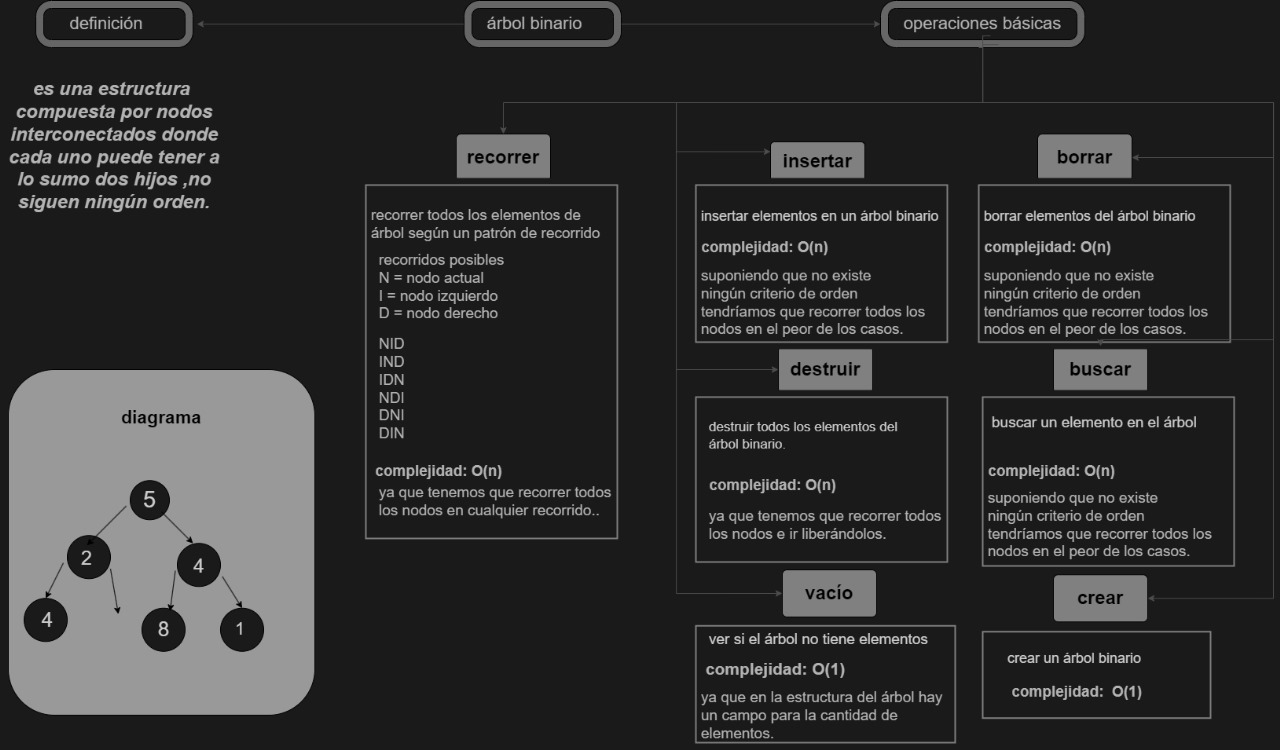 definición
árbol binario
operaciones básicas
es una estructura
compuesta por nodos
interconectados donde
cada uno puede tener a
lo sumo dos hijos ,no
siguen ningún orden.
recorrer
recorrer todos los elementos de
árbol según un patrón de recorrido
recorridos posibles
N = nodo actual
I = nodo izquierdo
D = nodo derecho
NID
IND
IDN
NDI
DNI
DIN
complejidad: O(n)
ya que tenemos que recorrer todos
los nodos en cualquier recorrido..
insertar
insertar elementos en un árbol binario
complejidad: O(n)
suponiendo que no existe
ningún criterio de orden
tendríamos que recorrer todos los
nodos en el peor de los casos.
borrar
borrar elementos del árbol binario
complejidad: O(n)
suponiendo que no existe
ningún criterio de orden
tendríamos que recorrer todos los
nodos en el peor de los casos.
destruir
destruir todos los elementos del
árbol binario.
complejidad: O(n)
ya que tenemos que recorrer todos
los nodos e ir liberándolos.
buscar
buscar un elemento en el árbol
complejidad: O(n)
suponiendo que no existe
ningún criterio de orden
tendríamos que recorrer todos los
nodos en el peor de los casos.
vacío
ver si el árbol no tiene elementos
complejidad: O(1)
ya que en la estructura del árbol hay
un campo para la cantidad de
elementos.
crear
crear un árbol binario
complejidad: O(1)
diagrama
5
2
4
4
8
1